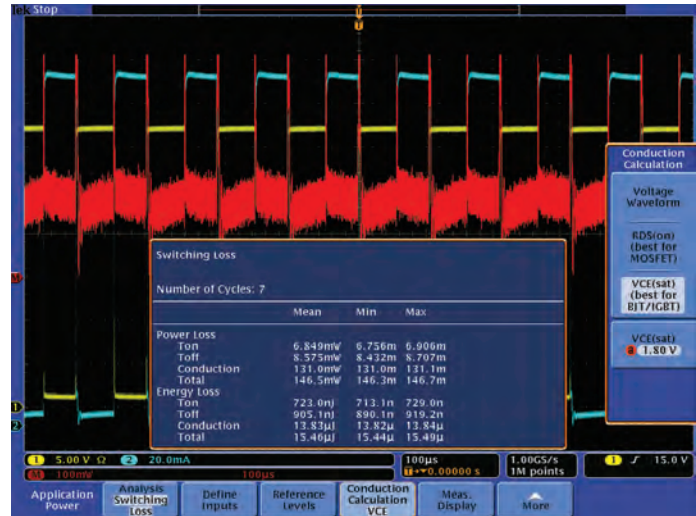 Tek Stop
T
T
Conduction
Calculation
Voltage
Waveform
RDS(on)
(best for
MOSFET)
VCE(sat)
(best for
BJT/IGBT)
VCE(sat)
a 1.80 V
M
1
2
Switching Loss
Number of Cycles: 7
Mean Min Max
Power Loss
Ton 6.849mW 6.756m 6.906m
Toff 8.575mW 8.432m 8.707m
Conduction 131.0mW 131.0m 131.1m
Total 146.5mW 146.3m 146.7m
Energy Loss
Ton 723.0nJ 713.1n 729.0n
Toff 905.1nJ 890.1n 919.2n
Conduction 13.83µJ 13.82µ 13.84µ
Total 15.46µJ 15.44µ 15.49µ
1 5.00 V Ω 2 20.0mA 100µs 1.00GS/s 1 15.0 V
M 100mW 100µs T 0.00000 s 1M points
Application
Power
Analysis
Switching
Loss
Define
Inputs
Reference
Levels
Conduction
Calculation
VCE
Meas.
Display
More